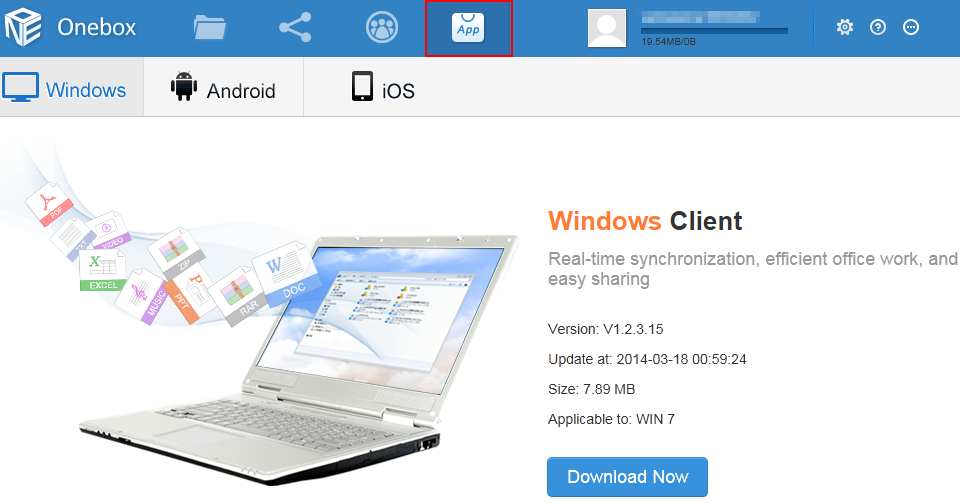 Onebox
App
19.54MB/0B
Windows
Android
iOS
PDF
VIDEO
EXCEL
MUSIC
ZIP
PPT
RAR
DOC
Windows Client
Real-time synchronization, efficient office work, and
easy sharing
Version: V1.2.3.15
Update at: 2014-03-18 00:59:24
Size: 7.89 MB
Applicable to: WIN 7
Download Now